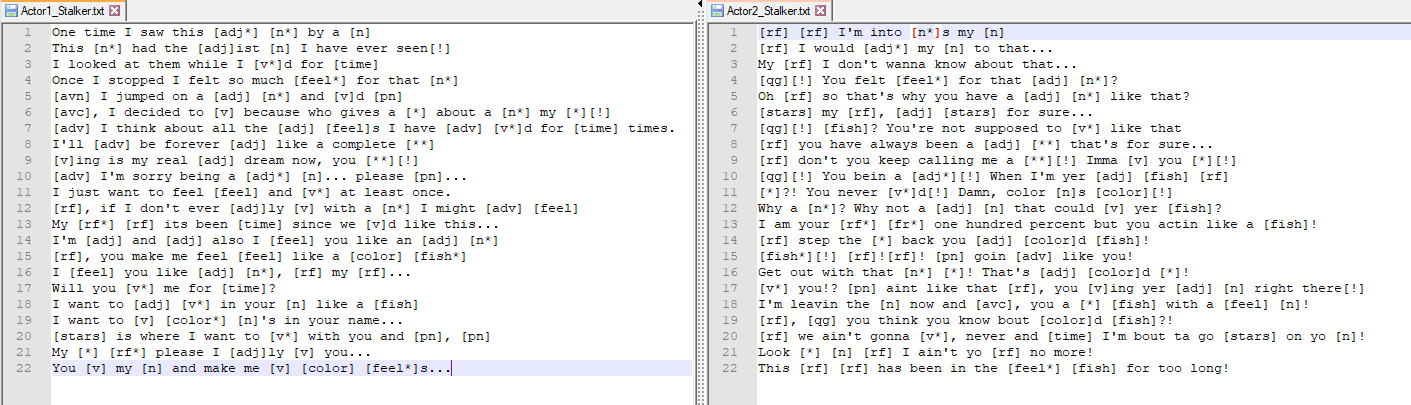 Actor1_Stalker.txt
1 One time I saw this [adj*] [n*] by a [n]
2 This [n*] had the [adj]ist [n] I have ever seen[!]
3 I looked at them while I [v*]d for [time]
4 Once I stopped I felt so much [feel*] for that [n*]
5 [avn] I jumped on a [adj] [n*] and [v]d [pn]
6 [avc], I decided to [v] because who gives a [*] about a [n*] my [*][!]
7 [adv] I think about all the [adj] [feel]s I have [adv] [v*]d for [time] times.
8 I'll [adv] be forever [adj] like a complete [**]
9 [v]ing is my real [adj] dream now, you [**][!]
10 [adv] I'm sorry being a [adj*] [n]... please [pn]...
11 I just want to feel [feel] and [v*] at least once.
12 [rf], if I don't ever [adj]ly [v] with a [n*] I might [adv] [feel]
13 My [rf*] [rf] its been [time] since we [v]d like this...
14 I'm [adj] and [adj] also I [feel] you like an [adj] [n*]
15 [rf], you make me feel [feel] like a [color] [fish*]
16 I [feel] you like [adj] [n*], [rf] my [rf]...
17 Will you [v*] me for [time]?
18 I want to [adj] [v*] in your [n] like a [fish]
19 I want to [v] [color*] [n]'s in your name...
20 [stars] is where I want to [v*] with you and [pn], [pn]
21 My [*] [rf*] please I [adj]ly [v] you...
22 You [v] my [n] and make me [v] [color] [feel*]s...
Actor2_Stalker.txt
1 [rf] [rf] I'm into [n*]s my [n]
2 [rf] I would [adj*] my [n] to that...
3 My [rf] I don't wanna know about that...
4 [qg][!] You felt [feel*] for that [adj] [n*]?
5 Oh [rf] so that's why you have a [adj] [n*] like that?
6 [stars] my [rf], [adj] [stars] for sure...
7 [qg][!] [fish]? You're not supposed to [v*] like that
8 [rf] you have always been a [adj] [**] that's for sure...
9 [rf] don't you keep calling me a [**][!] Imma [v] you [*][!]
10 [qg][!] You bein a [adj*][!] When I'm yer [adj] [fish] [rf]
11 [*]?! You never [v*]d[!] Damn, color [n]s [color][!]
12 Why a [n*]? Why not a [adj] [n] that could [v] yer [fish]?
13 I am your [rf*] [fr*] one hundred percent but you actin like a [fish]!
14 [rf] step the [*] back you [adj] [color]d [fish]!
15 [fish*][!] [rf]![rf]! [pn] goin [adv] like you!
16 Get out with that [n*] [*]! That's [adj] [color]d [*]!
17 [v*] you!? [pn] aint like that [rf], you [v]ing yer [adj] [n] right there[!]
18 I'm leavin the [n] now and [avc], you a [*] [fish] with a [feel] [n]!
19 [rf], [qg] you think you know bout [color]d [fish]?!
20 [rf] we ain't gonna [v*], never and [time] I'm bout ta go [stars] on yo [n]!
21 Look [*] [n] [rf] I ain't yo [rf] no more!
22 This [rf] [rf] has been in the [feel*] [fish] for too long!